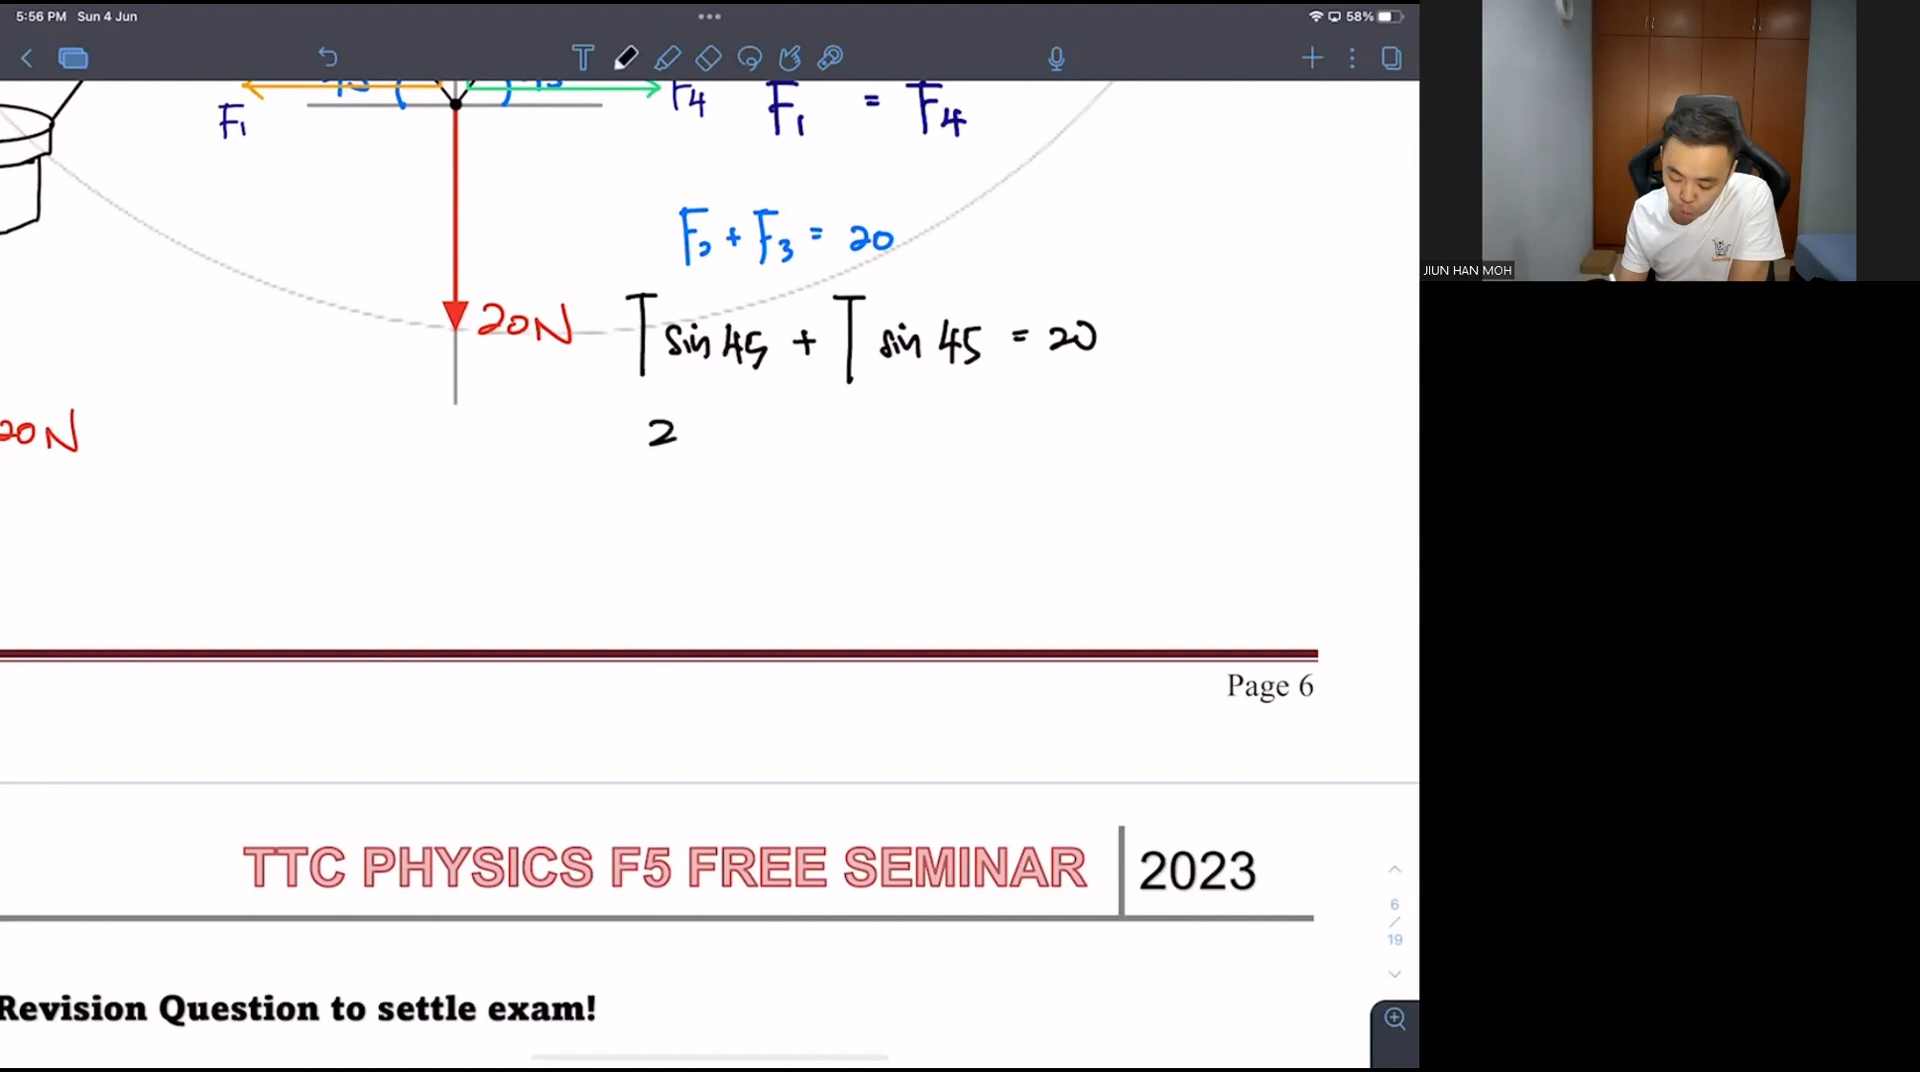 5:56 PM Sun 4 Jun
58%
T
F₁
F₄
F₁ = F₄
F₂ + F₃ = 20
20N
T sin 45 + T sin 45 = 20
20N
2
Page 6
TTC PHYSICS F5 FREE SEMINAR 2023
6
/
19
Revision Question to settle exam!
JIUN HAN MOH